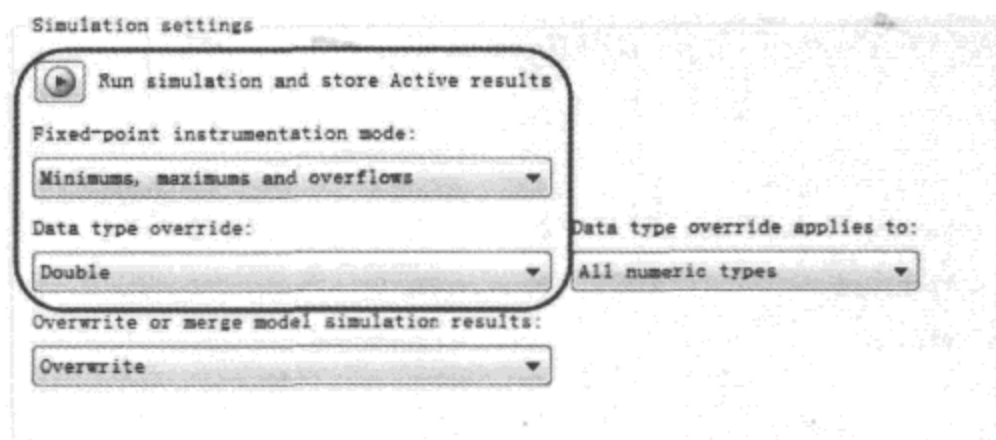 Simulation settings
Run simulation and store Active results
Fixed-point instrumentation mode:
Minimums, maximums and overflows
Data type override:
Data type override applies to:
Double
All numeric types
Overwrite or merge model simulation results:
Overwrite